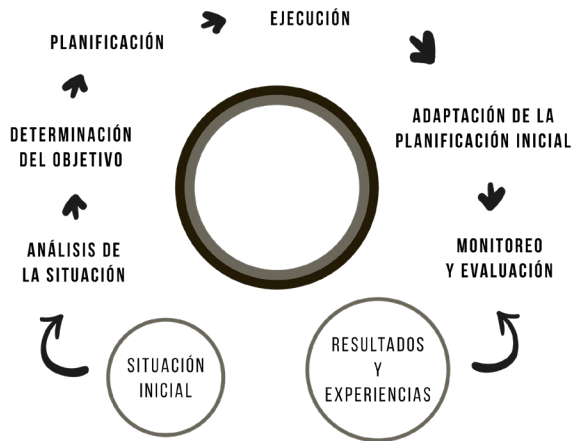 SITUACIÓN
INICIAL
ANÁLISIS DE
LA SITUACIÓN
DETERMINACIÓN
DEL OBJETIVO
PLANIFICACIÓN
EJECUCIÓN
ADAPTACIÓN DE LA
PLANIFICACIÓN INICIAL
MONITOREO
Y EVALUACIÓN
RESULTADOS
Y
EXPERIENCIAS